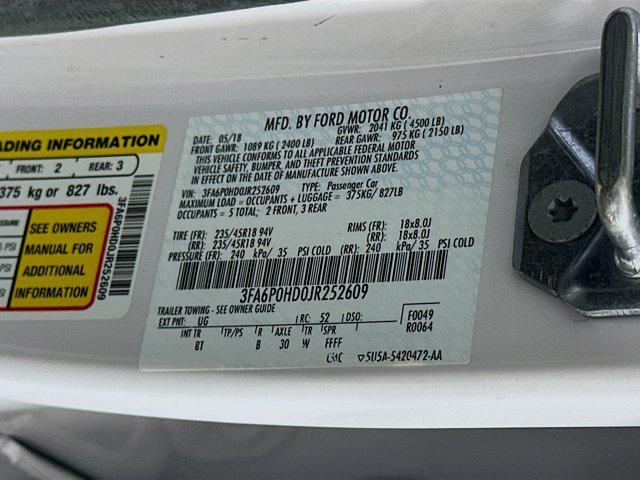 ADING INFORMATION
FRONT: 2 REAR: 3
375 kg or 827 lbs.
SEE OWNERS
MANUAL FOR
ADDITIONAL
INFORMATION
3FA6P0HD0JR252609
MFD. BY FORD MOTOR CO.
DATE: 05/18 GVWR: 2041 KG (4500 LB)
FRONT GAWR: 1089 KG (2400 LB) REAR GAWR: 975 KG (2150 LB)
THIS VEHICLE CONFORMS TO ALL APPLICABLE FEDERAL MOTOR
VEHICLE SAFETY, BUMPER, AND THEFT PREVENTION STANDARDS
IN EFFECT ON THE DATE OF MANUFACTURE SHOWN ABOVE.
VIN: 3FA6P0HD0JR252609 TYPE: Passenger Car
MAXIMUM LOAD = OCCUPANTS + LUGGAGE = 375KG/827LB
OCCUPANTS = 5 TOTAL; 2 FRONT, 3 REAR
TIRE (FR): 235/45R18 94V RIMS (FR): 18x8.0J
(RR): 235/45R18 94V (RR): 18x8.0J
PRESSURE (FR): 240 kPa/ 35 PSI COLD (RR): 240 kPa/ 35 PSI COLD
3FA6P0HD0JR252609
TRAILER TOWING - SEE OWNER GUIDE
EXT PNT: UG RC: 52 DSO: F0049
INT TR TP/PS R AXLE TR SPR R0064
BT B 30 W FFFF
5U5A-5420472-AA